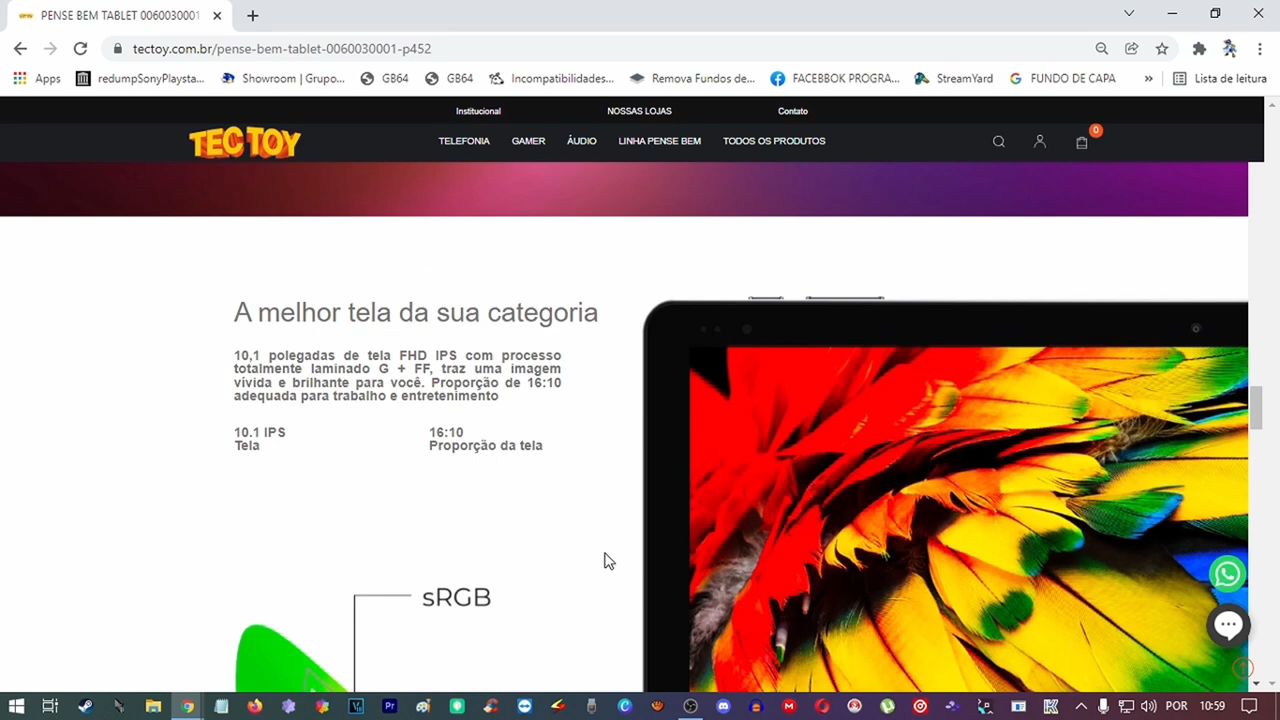 PENSE BEM TABLET 0060030001
tectoy.com.br/pense-bem-tablet-0060030001-p452
Apps redumpSonyPlaysta... Showroom | Grupo... GB64 GB64 Incompatibilidades... Remova Fundos de... FACEBBOK PROGRA... StreamYard FUNDO DE CAPA » Lista de leitura
Institucional NOSSAS LOJAS Contato
TEC TOY TELEFONIA GAMER ÁUDIO LINHA PENSE BEM TODOS OS PRODUTOS 0
A melhor tela da sua categoria
10,1 polegadas de tela FHD IPS com processo
totalmente laminado G + FF, traz uma imagem
vivida e brilhante para você. Proporção de 16:10
adequada para trabalho e entretenimento
10.1 IPS 16:10
Tela Proporção da tela
sRGB
POR 10:59